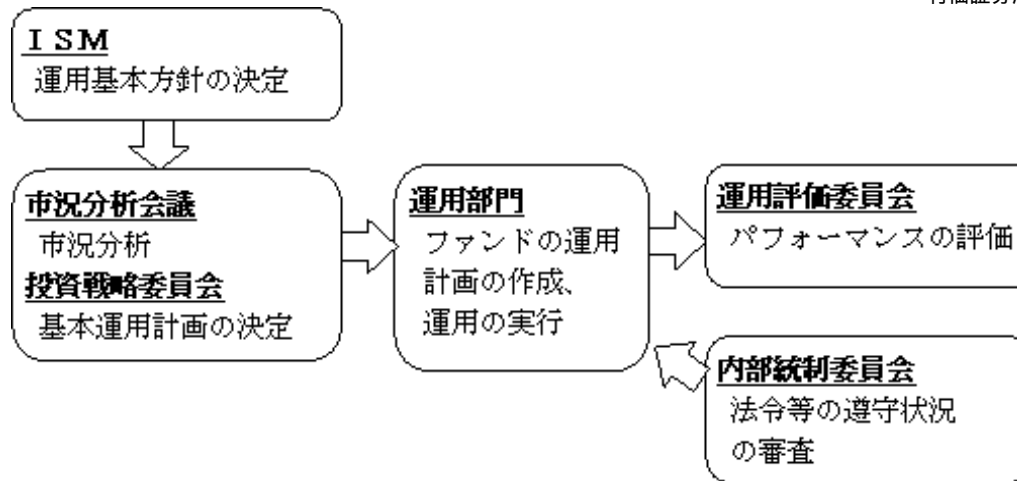 ＩＳＭ
運用基本方針の決定
市況分析会議
市況分析
投資戦略委員会
基本運用計画の決定
運用部門
ファンドの運用
計画の作成、
運用の実行
運用評価委員会
パフォーマンスの評価
内部統制委員会
法令等の遵守状況
の審査